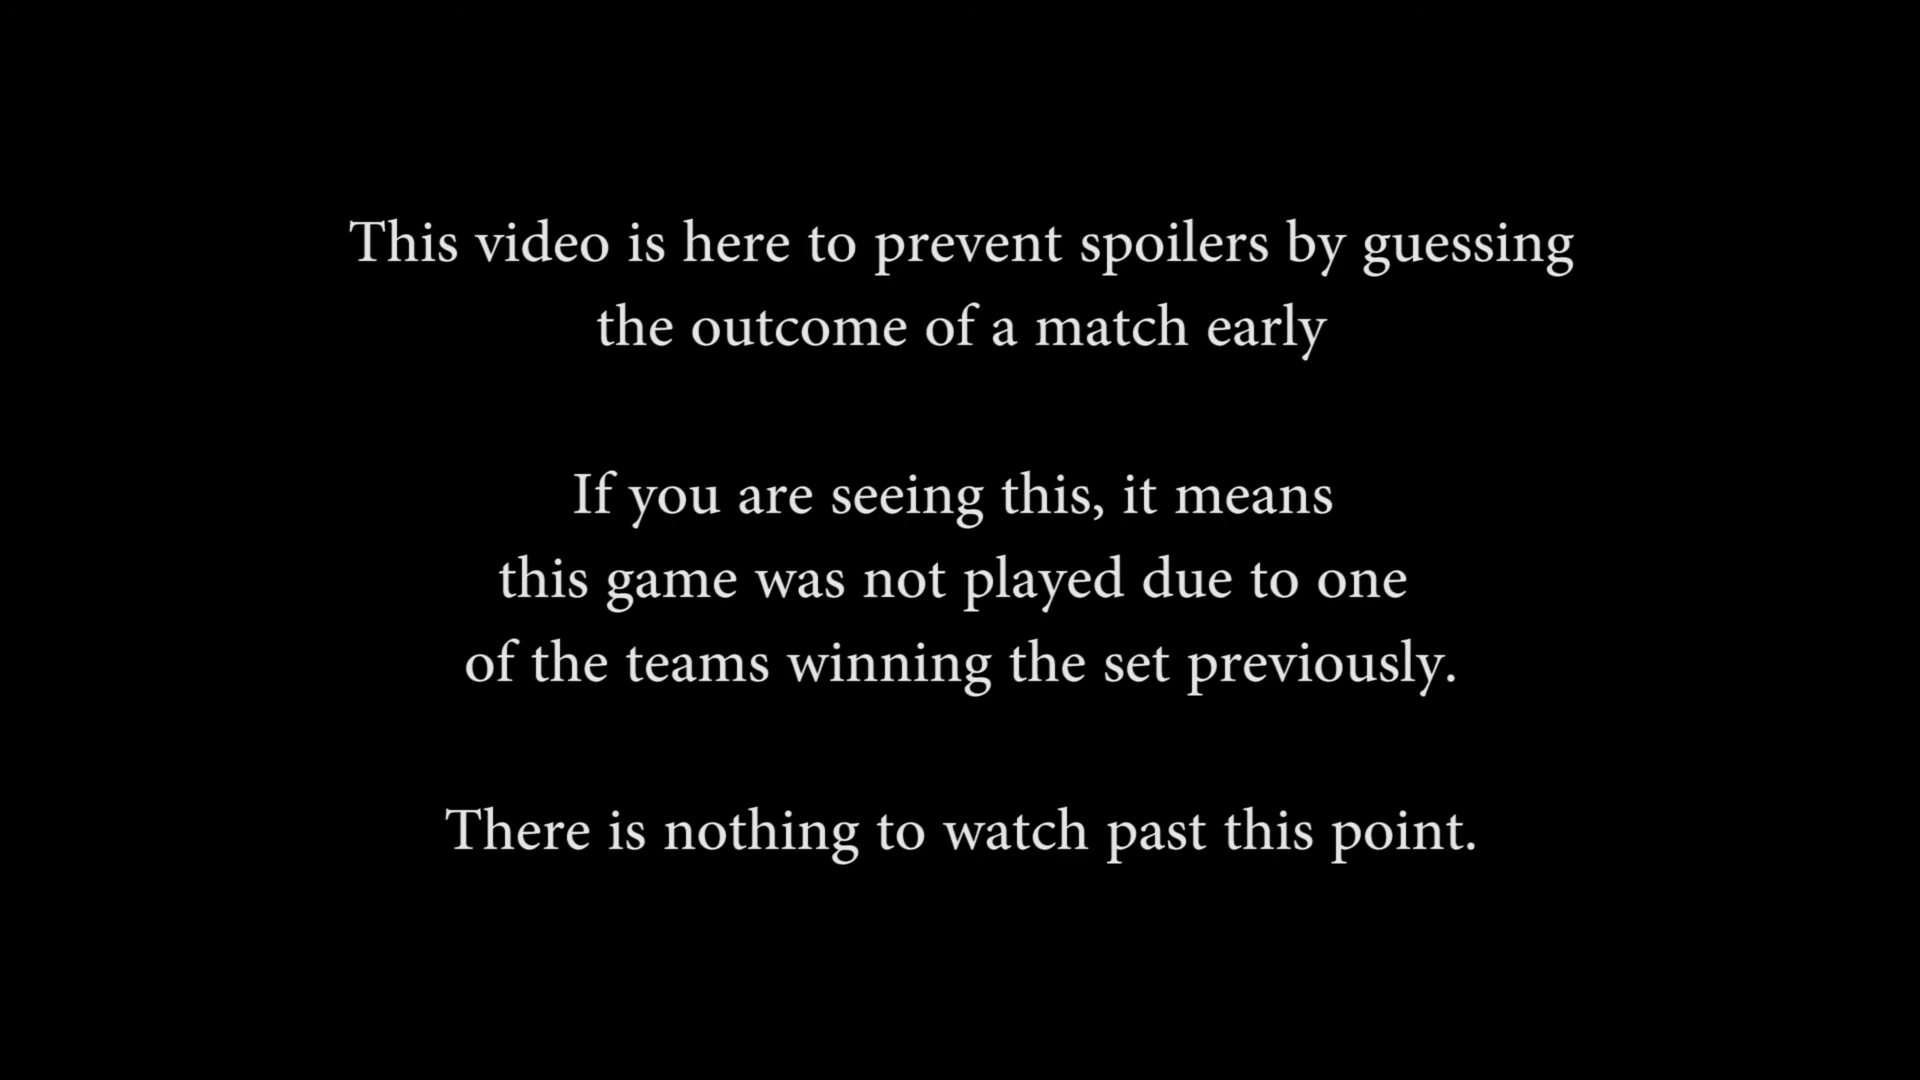 This video is here to prevent spoilers by guessing
the outcome of a match early
If you are seeing this, it means
this game was not played due to one
of the teams winning the set previously.
There is nothing to watch past this point.